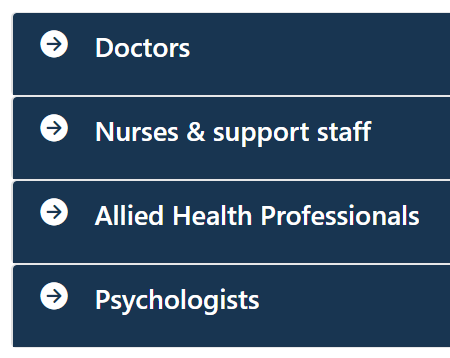 Doctors
Nurses & support staff
Allied Health Professionals
Psychologists